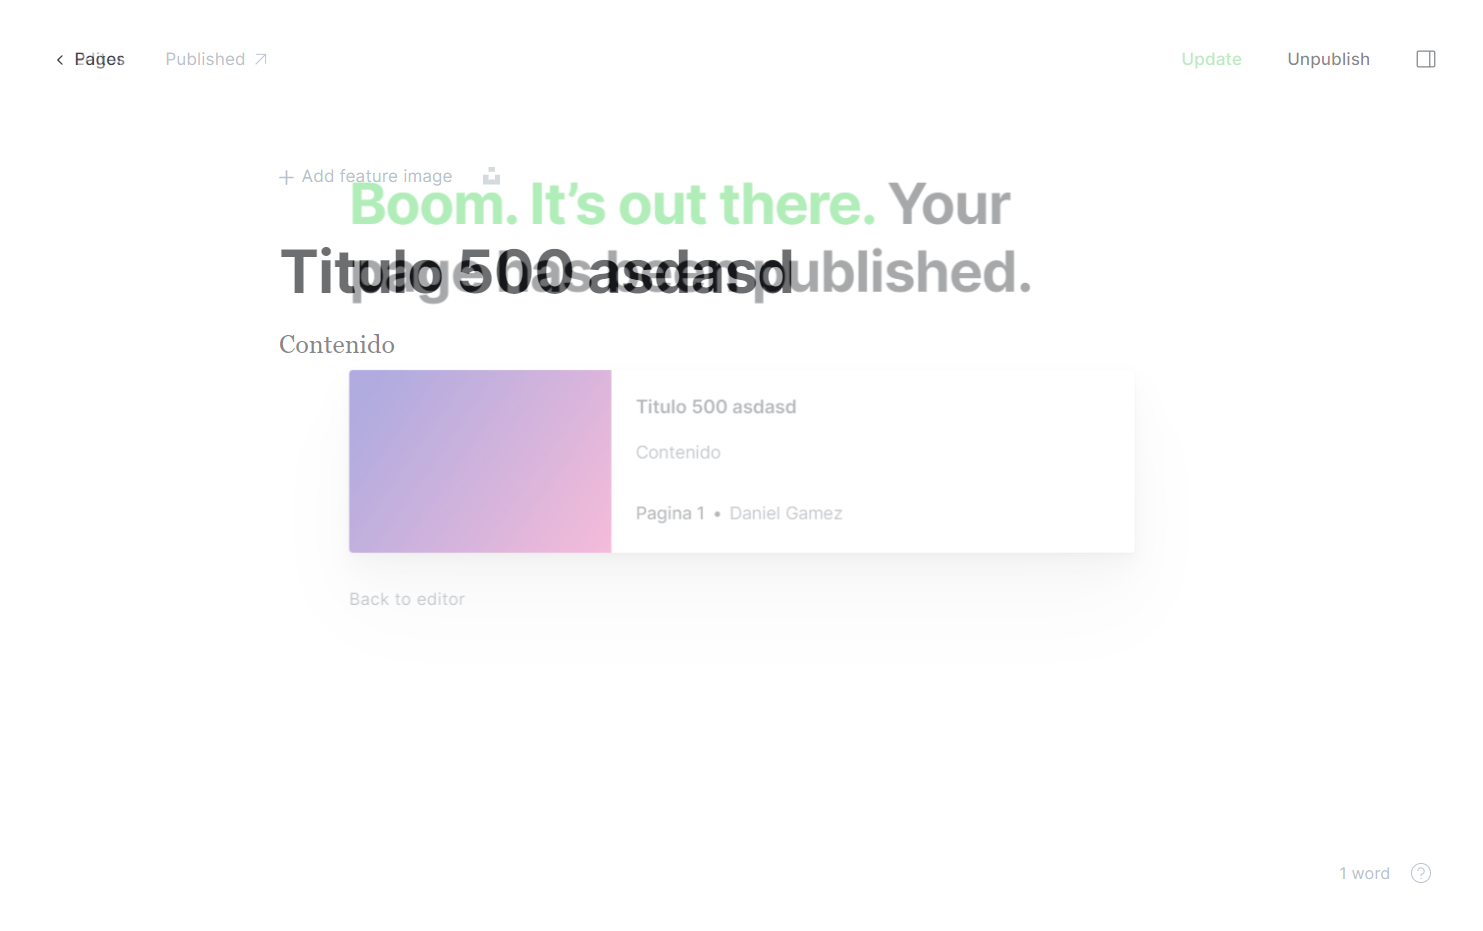 Pages
Editor
Published
Update
Unpublish
Add feature image
Boom. It’s out there. Your
page has been published.
Titulo 500 asdasd
Contenido
Titulo 500 asdasd
Contenido
Pagina 1 • Daniel Gamez
Back to editor
1 word
?